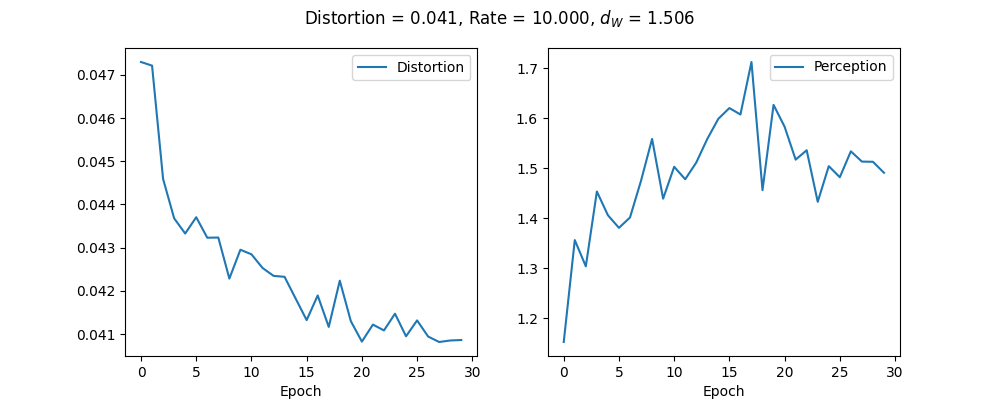 Distortion = 0.041, Rate = 10.000, $d_W$ = 1.506
Distortion
0.047
0.046
0.045
0.044
0.043
0.042
0.041
0 5 10 15 20 25 30
Epoch
Perception
1.7
1.6
1.5
1.4
1.3
1.2
0 5 10 15 20 25 30
Epoch